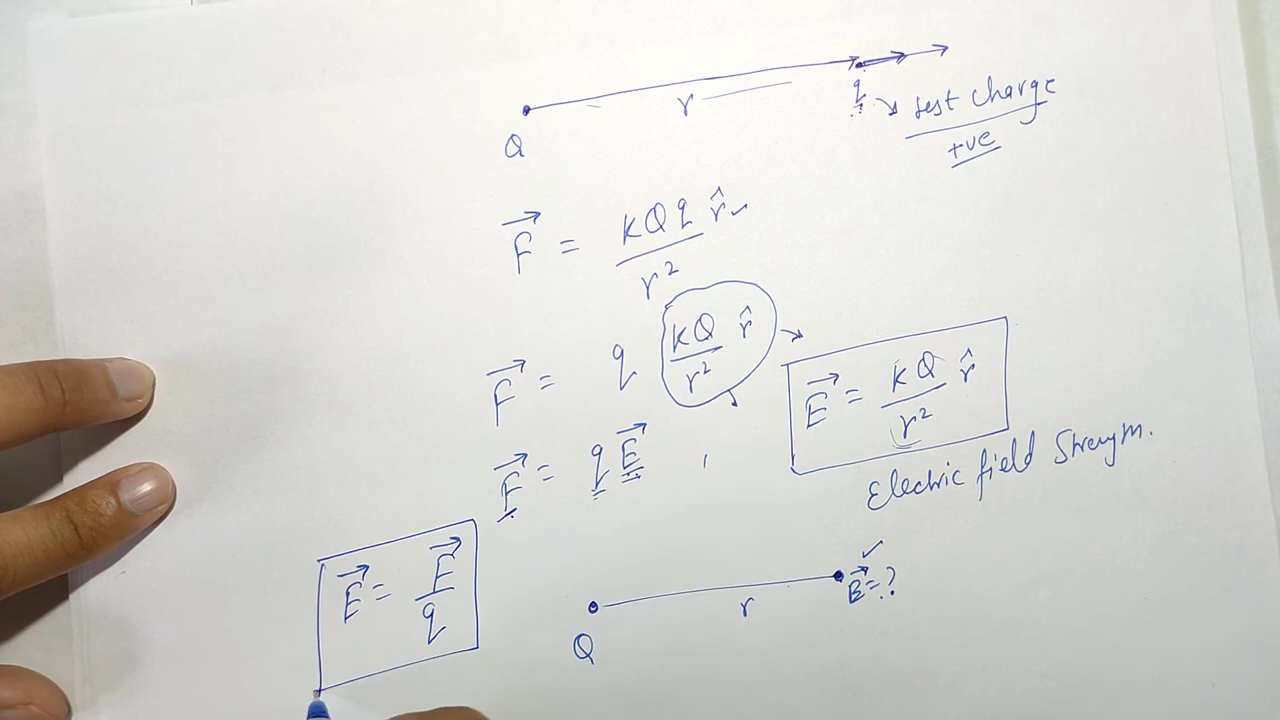 r
Q
q → test charge
+ve
F⃗ = kQq r̂ / r²
F⃗ = q kQ/r² r̂
E⃗ = kQ/r² r̂
F⃗ = qE⃗ ,
Electric field Strength.
E⃗ = F⃗/q
Q
r
E⃗ = ?